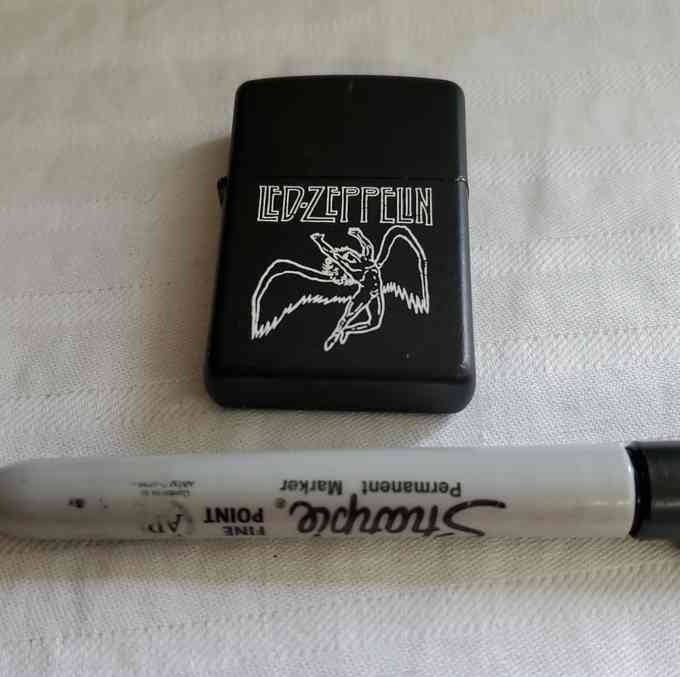 LED-ZEPPELIN
Sharpie®
Permanent Marker
FINE
POINT